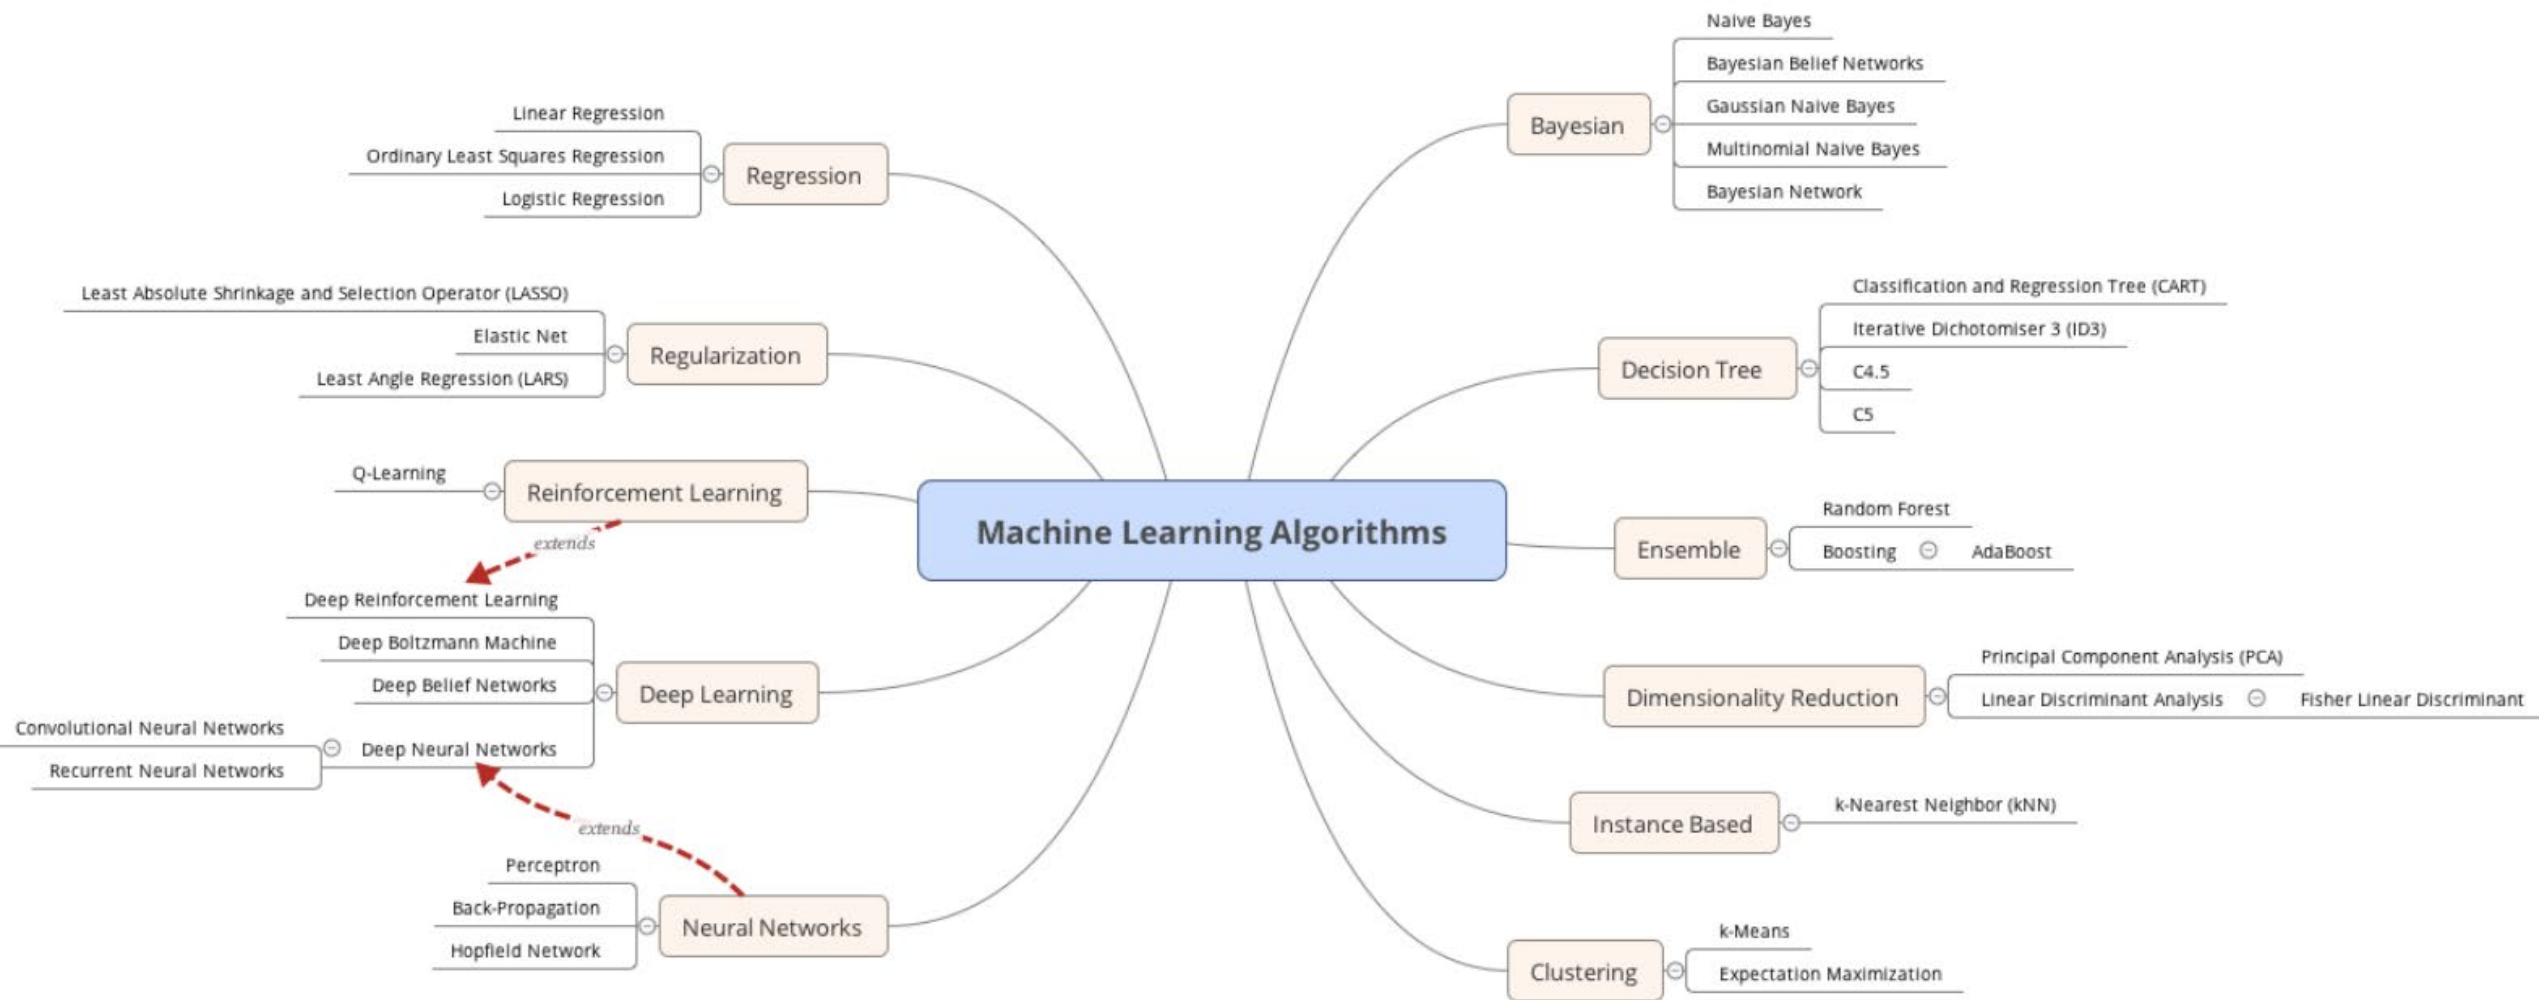 Machine Learning Algorithms
Regression
Linear Regression
Ordinary Least Squares Regression
Logistic Regression
Regularization
Least Absolute Shrinkage and Selection Operator (LASSO)
Elastic Net
Least Angle Regression (LARS)
Reinforcement Learning
Q-Learning
extends
Deep Learning
Deep Reinforcement Learning
Deep Boltzmann Machine
Deep Belief Networks
Deep Neural Networks
Convolutional Neural Networks
Recurrent Neural Networks
extends
Neural Networks
Perceptron
Back-Propagation
Hopfield Network
Bayesian
Naive Bayes
Bayesian Belief Networks
Gaussian Naive Bayes
Multinomial Naive Bayes
Bayesian Network
Decision Tree
Classification and Regression Tree (CART)
Iterative Dichotomiser 3 (ID3)
C4.5
C5
Ensemble
Random Forest
Boosting
AdaBoost
Dimensionality Reduction
Principal Component Analysis (PCA)
Linear Discriminant Analysis
Fisher Linear Discriminant
Instance Based
k-Nearest Neighbor (kNN)
Clustering
k-Means
Expectation Maximization